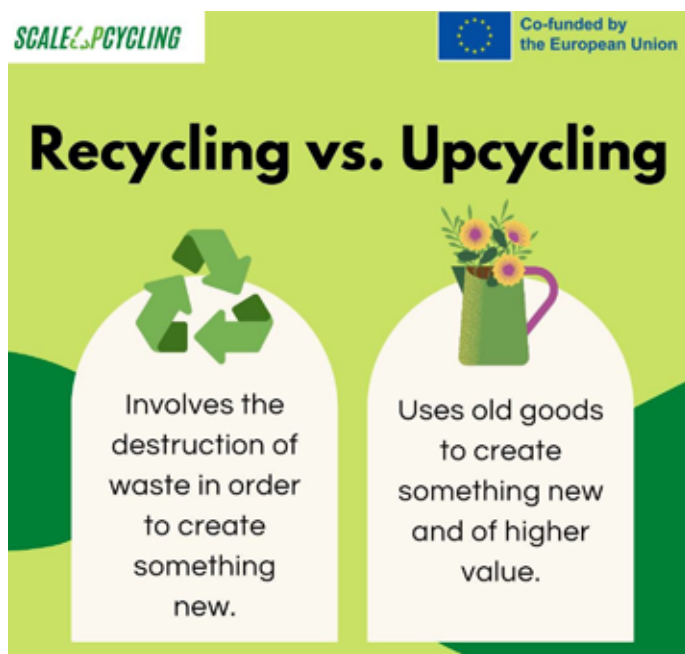 SCALE UPCYCLING
Co-funded by
the European Union
Recycling vs. Upcycling
Involves the
destruction of
waste in order
to create
something
new.
Uses old goods
to create
something new
and of higher
value.